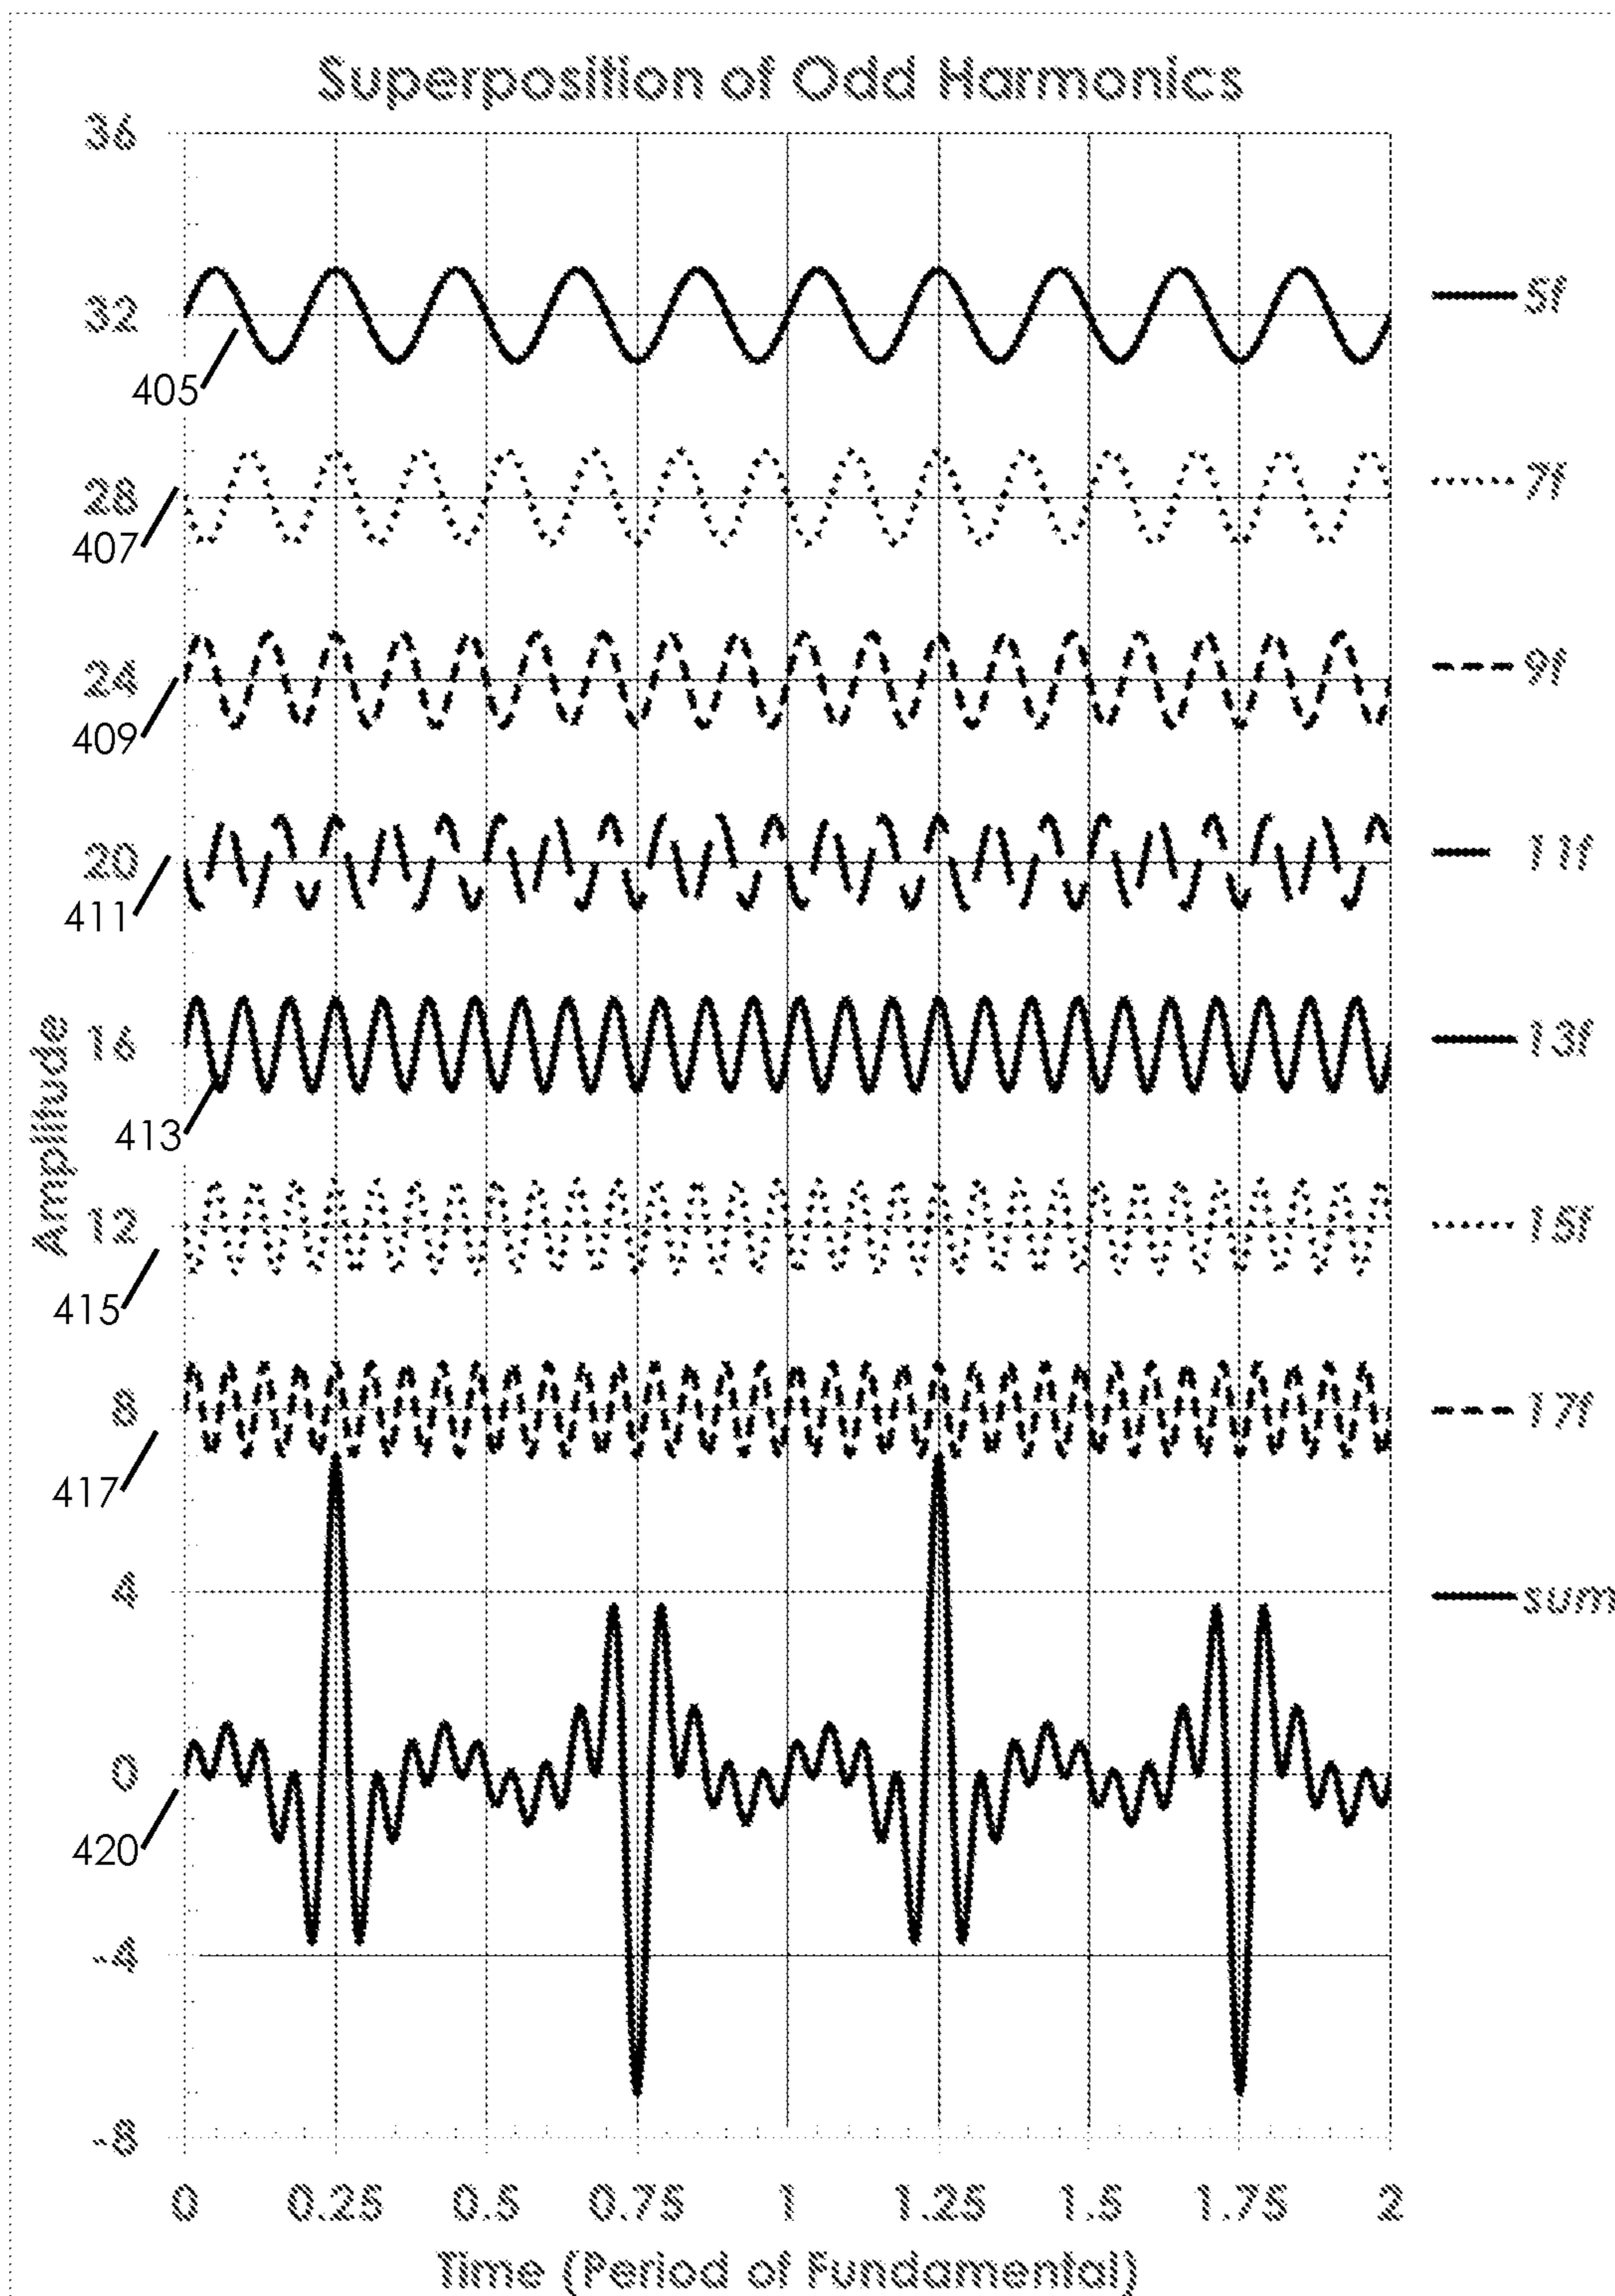 Superposition of Odd Harmonics
36
32
28
24
20
16
12
8
4
0
-4
-8
Amplitude
405
407
409
411
413
415
417
420
5f
7f
9f
11f
13f
15f
17f
sum
0 0.25 0.5 0.75 1 1.25 1.5 1.75 2
Time (Period of Fundamental)